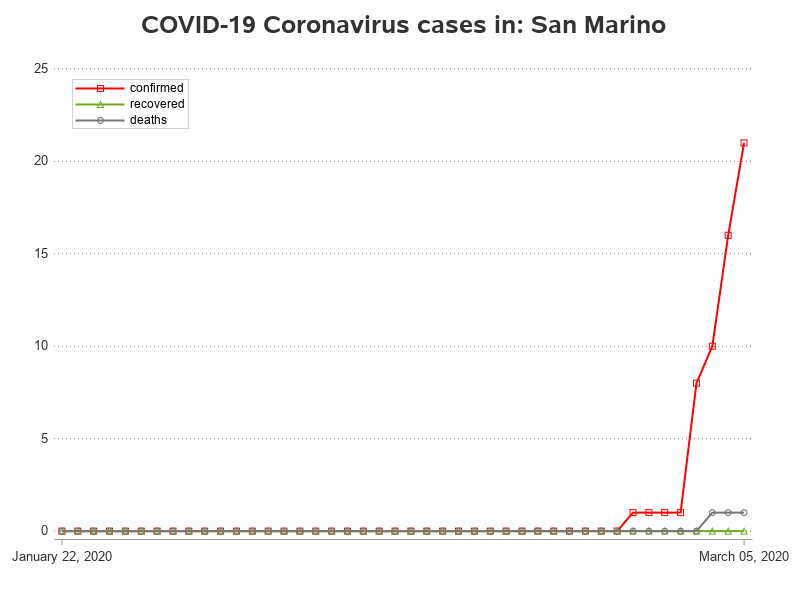 COVID-19 Coronavirus cases in: San Marino
25
confirmed
recovered
deaths
20
15
10
5
0
January 22, 2020 March 05, 2020